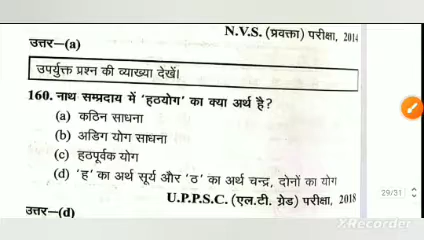 N.V.S. (प्रवक्ता) परीक्षा, 2014
उत्तर—(a)
उपर्युक्त प्रश्न की व्याख्या देखें।
160. नाथ सम्प्रदाय में 'हठयोग' का क्या अर्थ है?
(a) कठिन साधना
(b) अडिग योग साधना
(c) हठपूर्वक योग
(d) 'ह' का अर्थ सूर्य और 'ठ' का अर्थ चन्द्र, दोनों का योग
29/31
U.P.P.S.C. (एल.टी. ग्रेड) परीक्षा, 2018
उत्तर—(d)
XRecorder